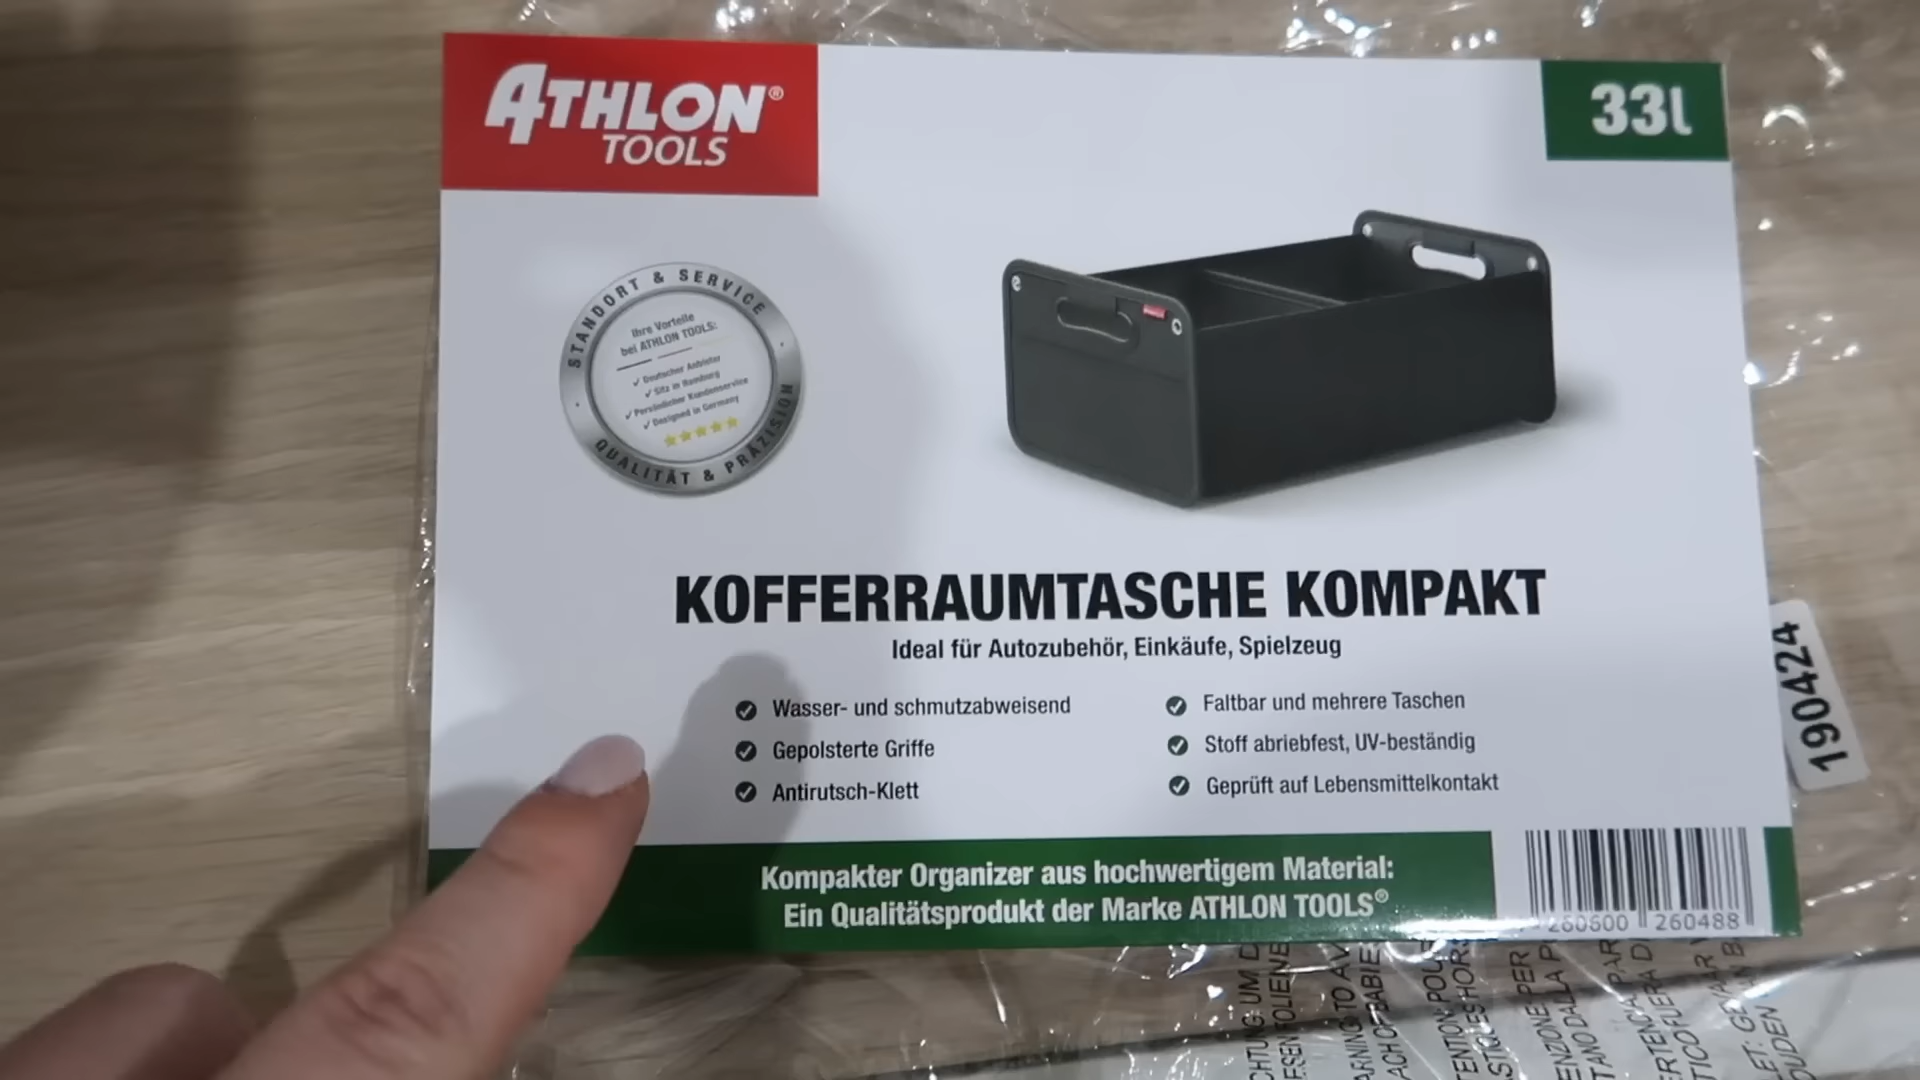 ATHLON®
TOOLS
33L
STANDORT & SERVICE
Ihre Vorteile
bei ATHLON TOOLS:
✓ Deutscher Anbieter
✓ Sitz in Hamburg
✓ Persönlicher Kundenservice
✓ Designed in Germany
QUALITÄT & PRÄZISION
KOFFERRAUMTASCHE KOMPAKT
Ideal für Autozubehör, Einkäufe, Spielzeug
Wasser- und schmutzabweisend
Gepolsterte Griffe
Antirutsch-Klett
Faltbar und mehrere Taschen
Stoff abriebfest, UV-beständig
Geprüft auf Lebensmittelkontakt
Kompakter Organizer aus hochwertigem Material:
Ein Qualitätsprodukt der Marke ATHLON TOOLS®
260600 260488
190424